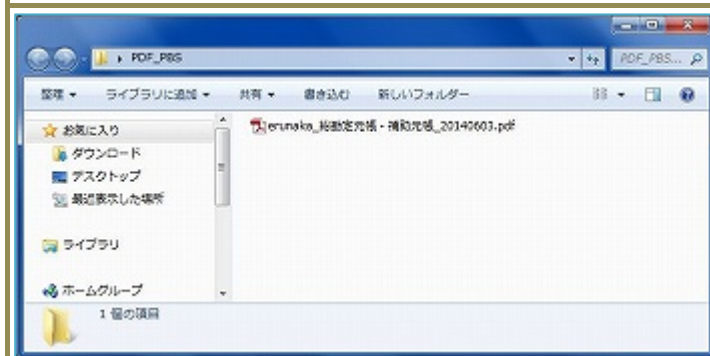 PDF_PBS
PDF_PBS...
整理 ライブラリに追加 共有 書き込む 新しいフォルダー
お気に入り
ダウンロード
デスクトップ
最近表示した場所
ライブラリ
ホームグループ
erunaka_総勘定元帳 - 補助元帳_20140603.pdf
1 個の項目